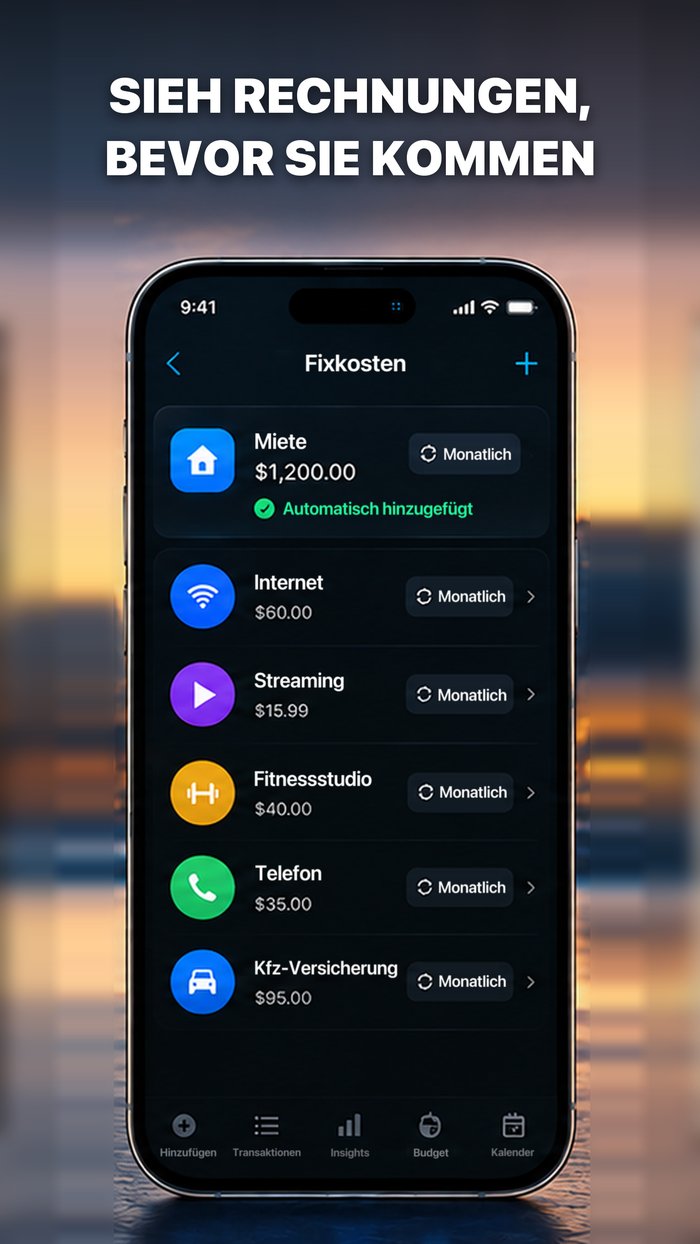 SIEH RECHNUNGEN,
BEVOR SIE KOMMEN
9:41
Fixkosten
Miete
$1,200.00
Monatlich
Automatisch hinzugefügt
Internet
$60.00
Monatlich
Streaming
$15.99
Monatlich
Fitnessstudio
$40.00
Monatlich
Telefon
$35.00
Monatlich
Kfz-Versicherung
$95.00
Monatlich
Hinzufügen Transaktionen Insights Budget Kalender